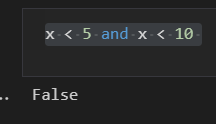 x < 5 and x < 10
.. False